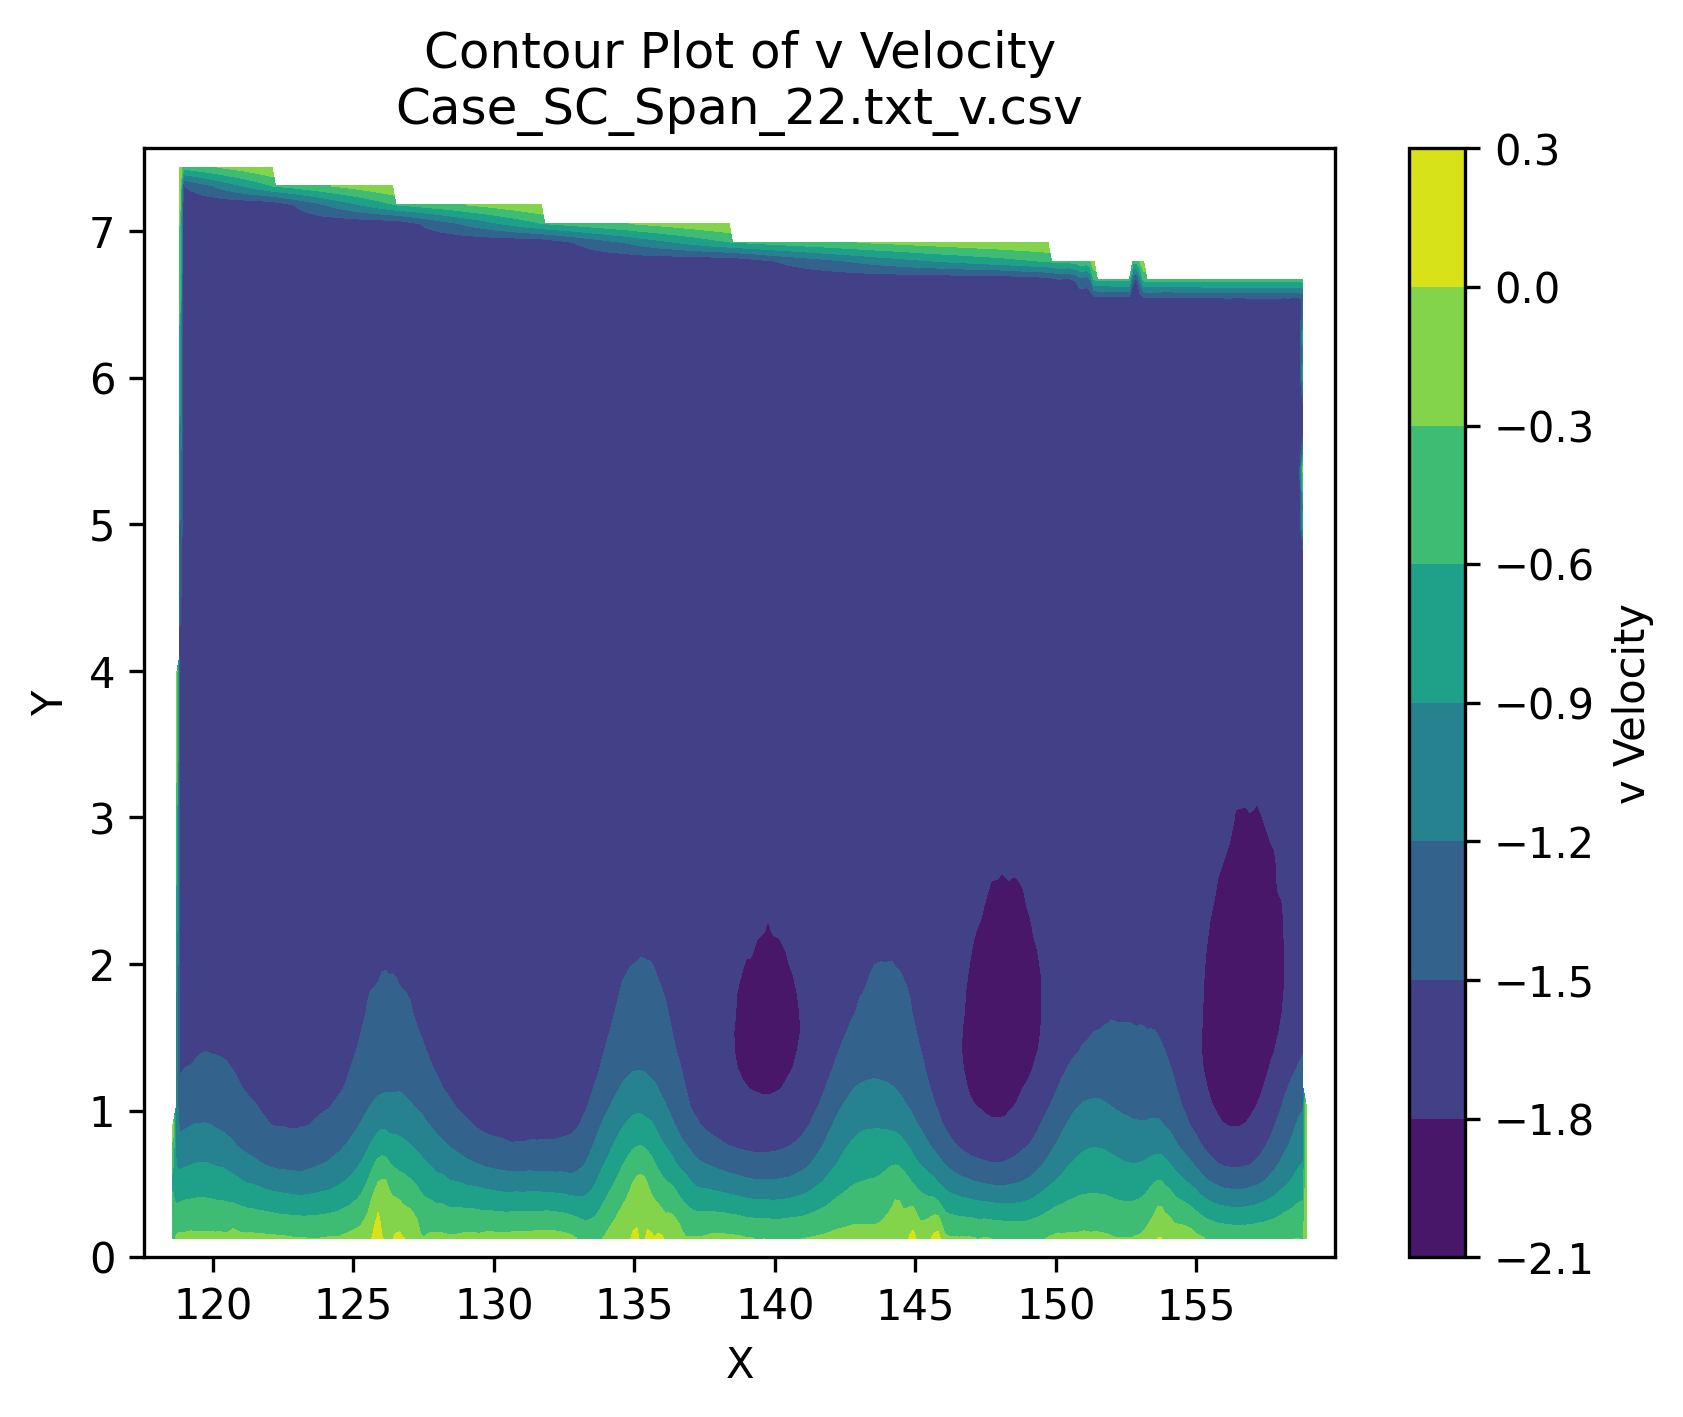 Contour Plot of v Velocity
Case_SC_Span_22.txt_v.csv
7
6
5
4
3
2
1
0
Y
120 125 130 135 140 145 150 155
X
0.3
0.0
−0.3
−0.6
−0.9
−1.2
−1.5
−1.8
−2.1
v Velocity